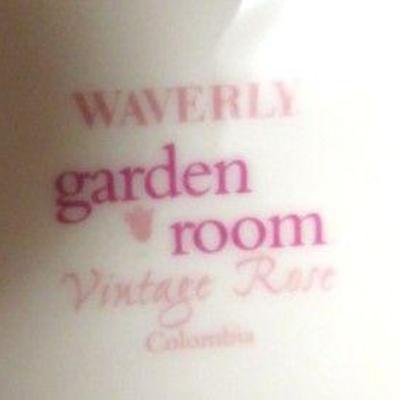 WAVERLY
garden
room
Vintage Rose
Colombia